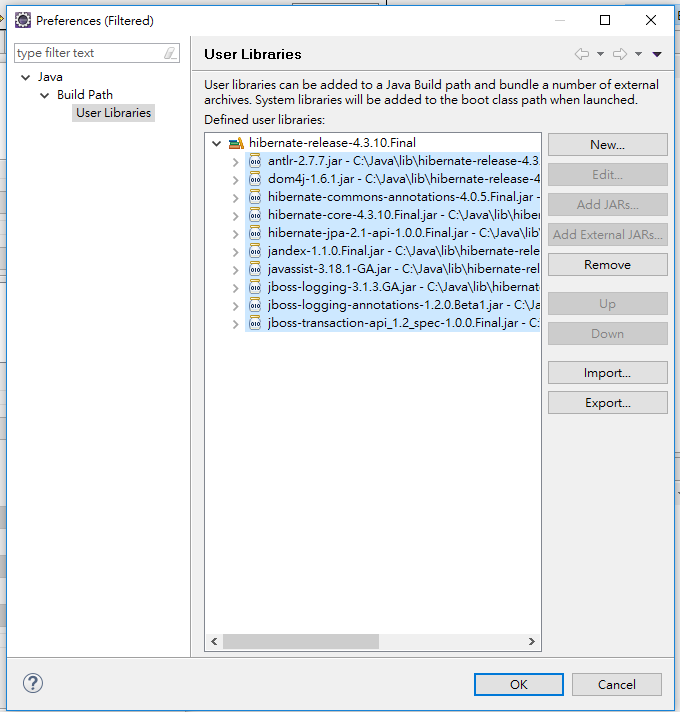 Preferences (Filtered)
type filter text
Java
Build Path
User Libraries
User Libraries
User libraries can be added to a Java Build path and bundle a number of external
archives. System libraries will be added to the boot class path when launched.
Defined user libraries:
hibernate-release-4.3.10.Final
antlr-2.7.7.jar - C:\Java\lib\hibernate-release-4.3
dom4j-1.6.1.jar - C:\Java\lib\hibernate-release-4
hibernate-commons-annotations-4.0.5.Final.jar -
hibernate-core-4.3.10.Final.jar - C:\Java\lib\hiber
hibernate-jpa-2.1-api-1.0.0.Final.jar - C:\Java\lib\
jandex-1.1.0.Final.jar - C:\Java\lib\hibernate-rele
javassist-3.18.1-GA.jar - C:\Java\lib\hibernate-rel
jboss-logging-3.1.3.GA.jar - C:\Java\lib\hibernate
jboss-logging-annotations-1.2.0.Beta1.jar - C:\Ja
jboss-transaction-api_1.2_spec-1.0.0.Final.jar - C:
New...
Edit...
Add JARs...
Add External JARs...
Remove
Up
Down
Import...
Export...
OK
Cancel